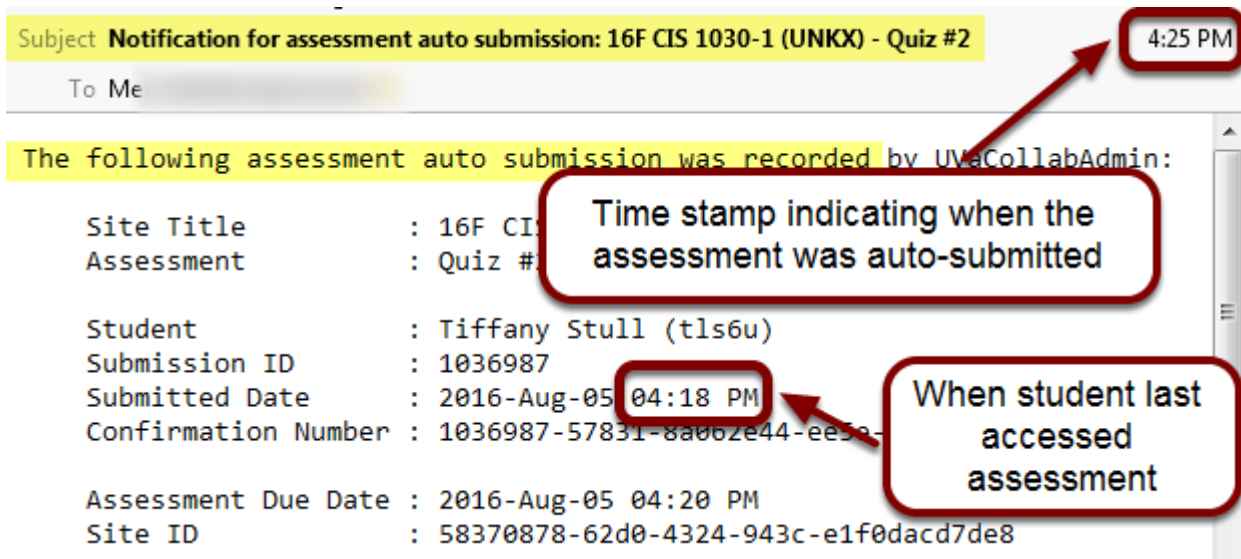 Subject Notification for assessment auto submission: 16F CIS 1030-1 (UNKX) - Quiz #2 4:25 PM
To Me
The following assessment auto submission was recorded by UVaCollabAdmin:
Time stamp indicating when the
assessment was auto-submitted
Site Title : 16F
Assessment : Quiz
Student : Tiffany Stull (tls6u)
Submission ID : 1036987
Submitted Date : 2016-Aug-05 04:18 PM
When student last
accessed
assessment
Confirmation Number : 1036987-57831-8a062e44-ee5e-
Assessment Due Date : 2016-Aug-05 04:20 PM
Site ID : 58370878-62d0-4324-943c-e1f0dacd7de8